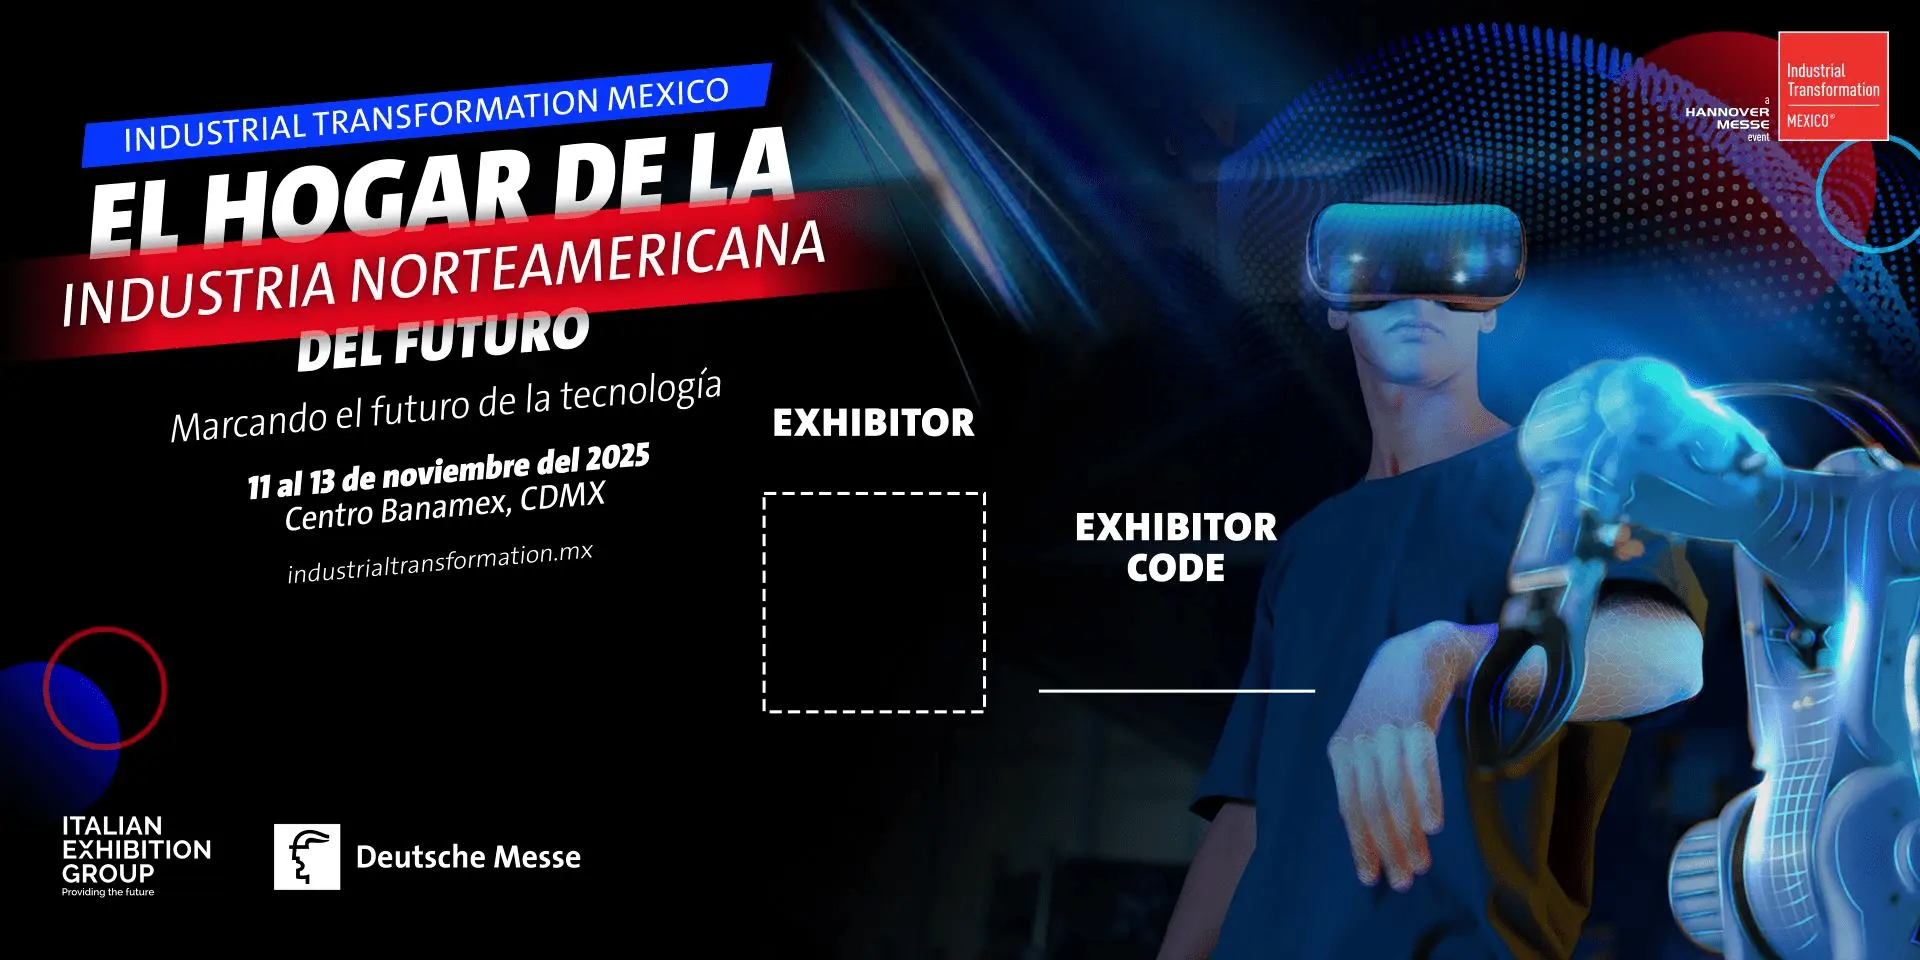 INDUSTRIAL TRANSFORMATION MEXICO
EL HOGAR DE LA
INDUSTRIA NORTEAMERICANA
DEL FUTURO
Marcando el futuro de la tecnología
11 al 13 de noviembre del 2025
Centro Banamex, CDMX
industrialtransformation.mx
EXHIBITOR
EXHIBITOR
CODE
a
HANNOVER
MESSE
event
Industrial
Transformation
MEXICO®
ITALIAN
EXHIBITION
GROUP
Providing the future
Deutsche Messe